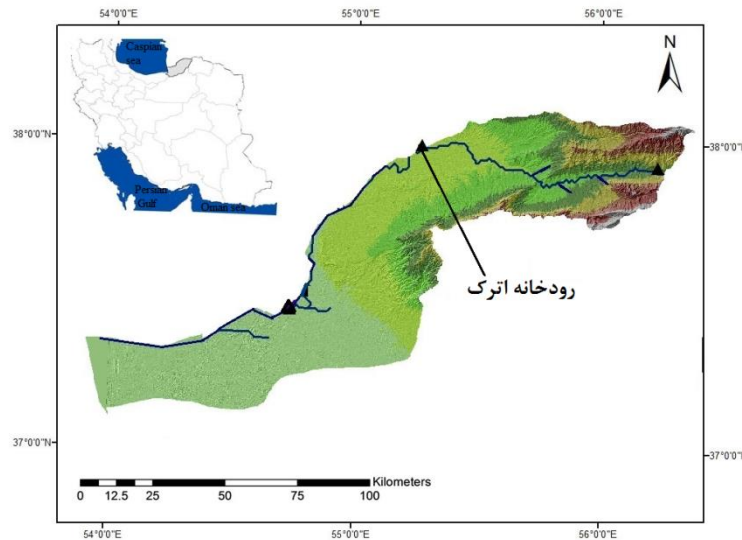 54°0'0"E
55°0'0"E
56°0'0"E
Caspian
sea
N
38°0'0"N
38°0'0"N
Persian
Gulf
Oman sea
رودخانه اترک
37°0'0"N
37°0'0"N
Kilometers
0 12.5 25 50 75 100
54°0'0"E
55°0'0"E
56°0'0"E